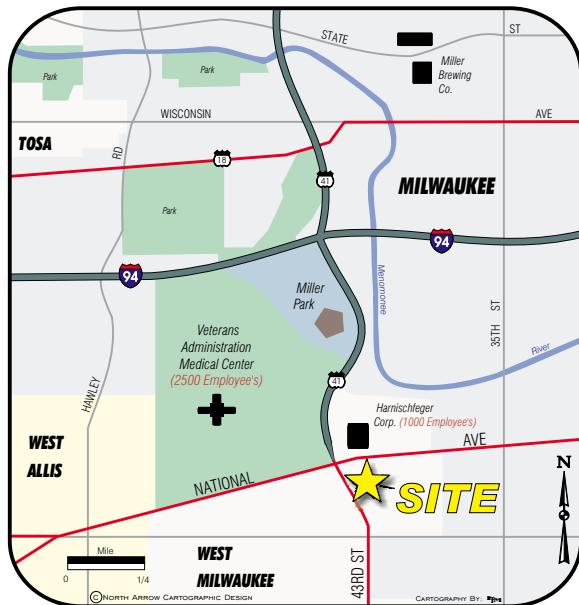 STATE
ST
Park
Park
Miller
Brewing
Co.
WISCONSIN
AVE
TOSA
RD
18
41
MILWAUKEE
Park
94
94
Menomonee
Miller
Park
35TH ST
Veterans
Administration
Medical Center
(2500 Employee's)
River
41
HAWLEY
Harnischfeger
Corp. (1000 Employee's)
WEST
ALLIS
AVE
NATIONAL
N
SITE
Mile
0 1/4
WEST
MILWAUKEE
43RD ST
©NORTH ARROW CARTOGRAPHIC DESIGN
CARTOGRAPHY BY: